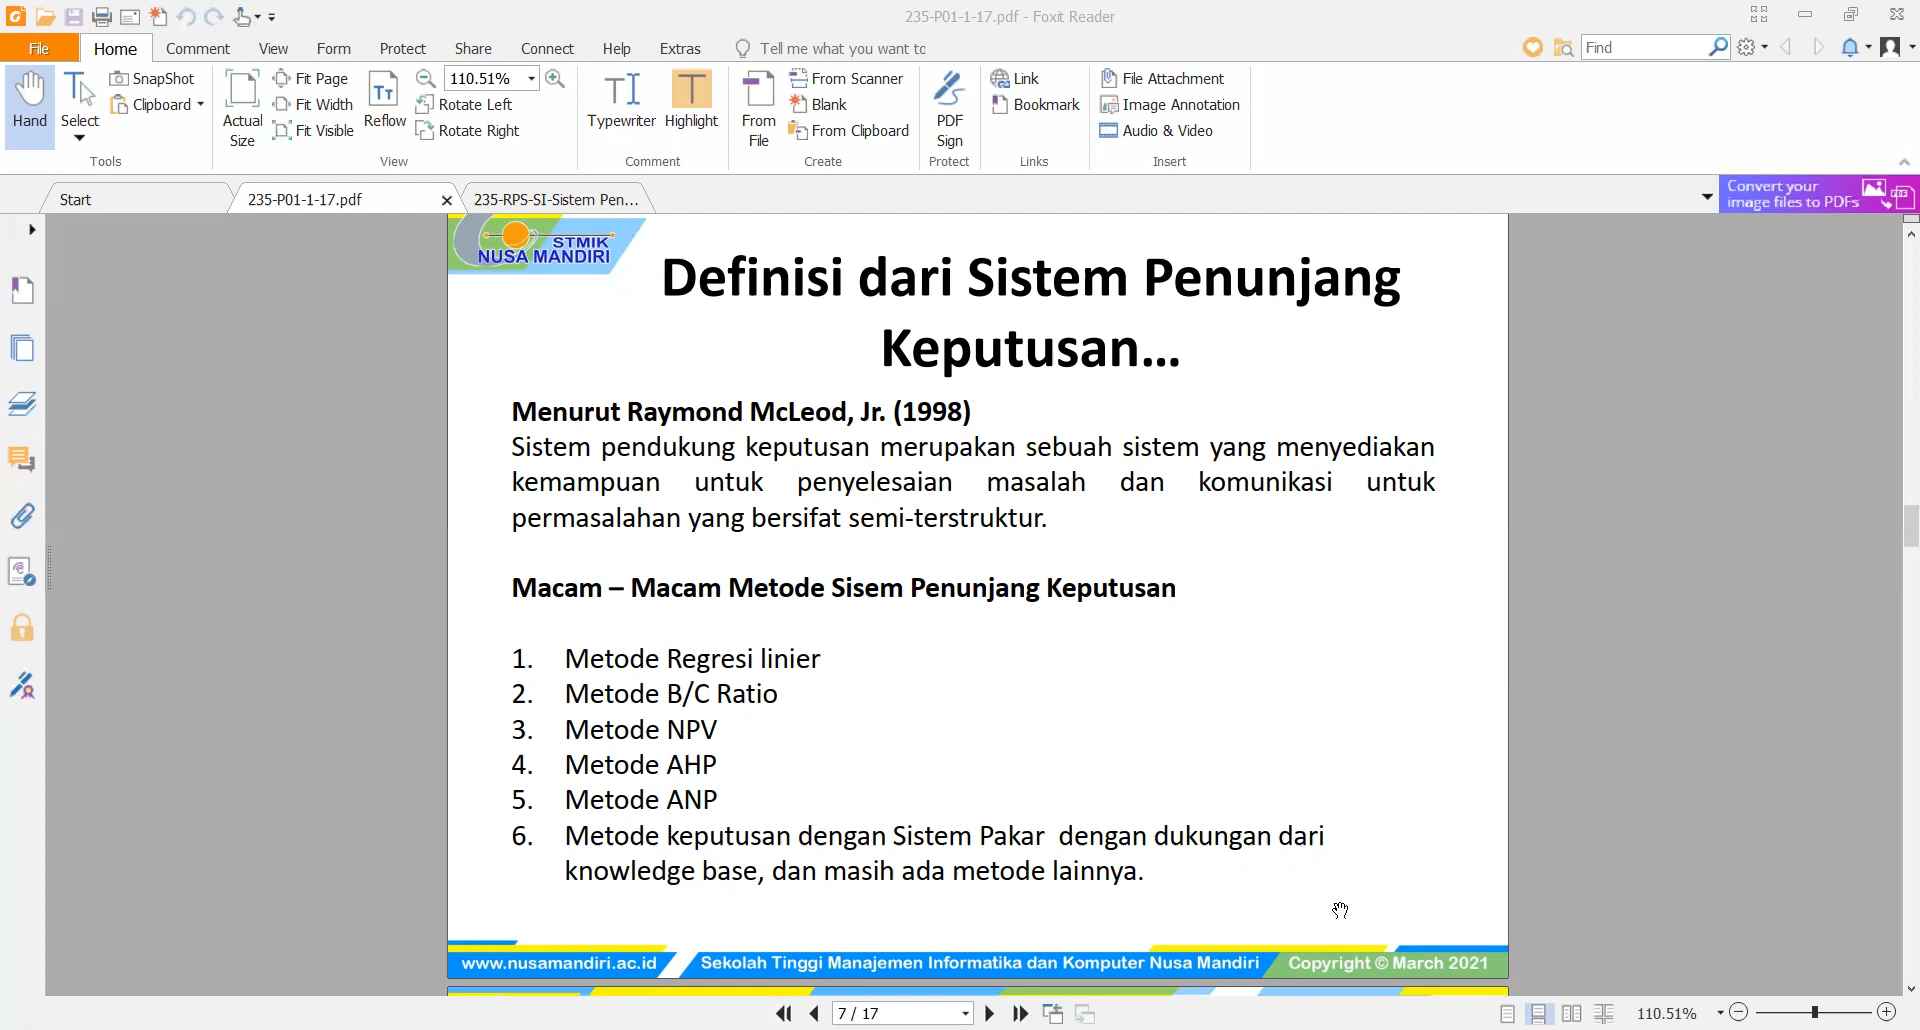 235-P01-1-17.pdf - Foxit Reader
File Home Comment View Form Protect Share Connect Help Extras Tell me what you want to Find
Hand
Select
SnapShot
Clipboard
Tools
Actual Size
Fit Page
Fit Width
Fit Visible
Reflow
110.51%
Rotate Left
Rotate Right
View
Typewriter
Highlight
Comment
From File
From Scanner
Blank
From Clipboard
Create
PDF Sign
Protect
Link
Bookmark
Links
File Attachment
Image Annotation
Audio & Video
Insert
Start 235-P01-1-17.pdf 235-RPS-SI-Sistem Pen...
Convert your
image files to PDFs
STMIK
NUSA MANDIRI
Definisi dari Sistem Penunjang
Keputusan...
Menurut Raymond McLeod, Jr. (1998)
Sistem pendukung keputusan merupakan sebuah sistem yang menyediakan
kemampuan untuk penyelesaian masalah dan komunikasi untuk
permasalahan yang bersifat semi-terstruktur.
Macam – Macam Metode Sisem Penunjang Keputusan
1. Metode Regresi linier
2. Metode B/C Ratio
3. Metode NPV
4. Metode AHP
5. Metode ANP
6. Metode keputusan dengan Sistem Pakar dengan dukungan dari
knowledge base, dan masih ada metode lainnya.
www.nusamandiri.ac.id Sekolah Tinggi Manajemen Informatika dan Komputer Nusa Mandiri Copyright © March 2021
7 / 17 110.51%